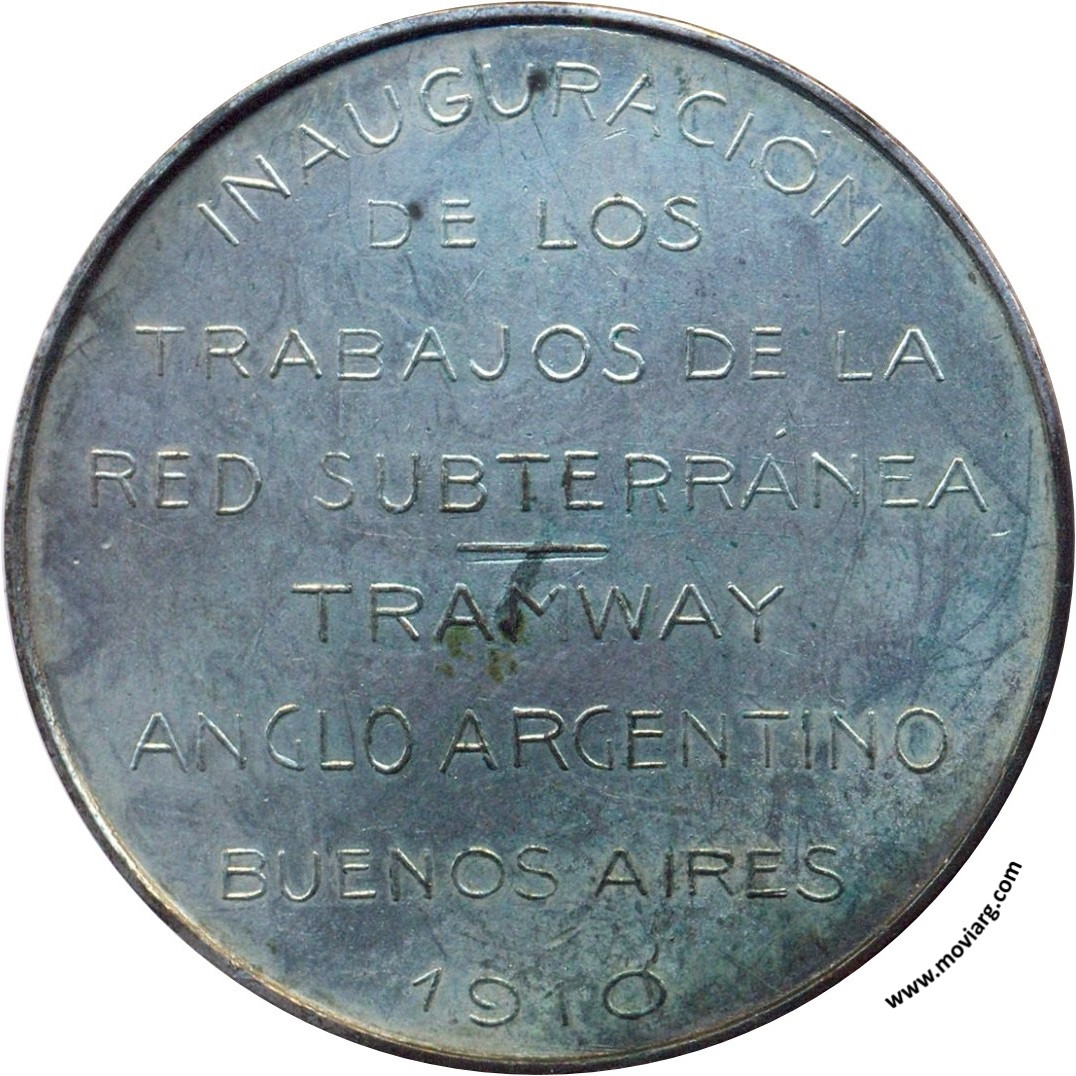 INAUGURACIÓN
DE LOS
TRABAJOS DE LA
RED SUBTERRÁNEA
TRAMWAY
ANGLO ARGENTINO
BUENOS AIRES
1910
www.moviarg.com